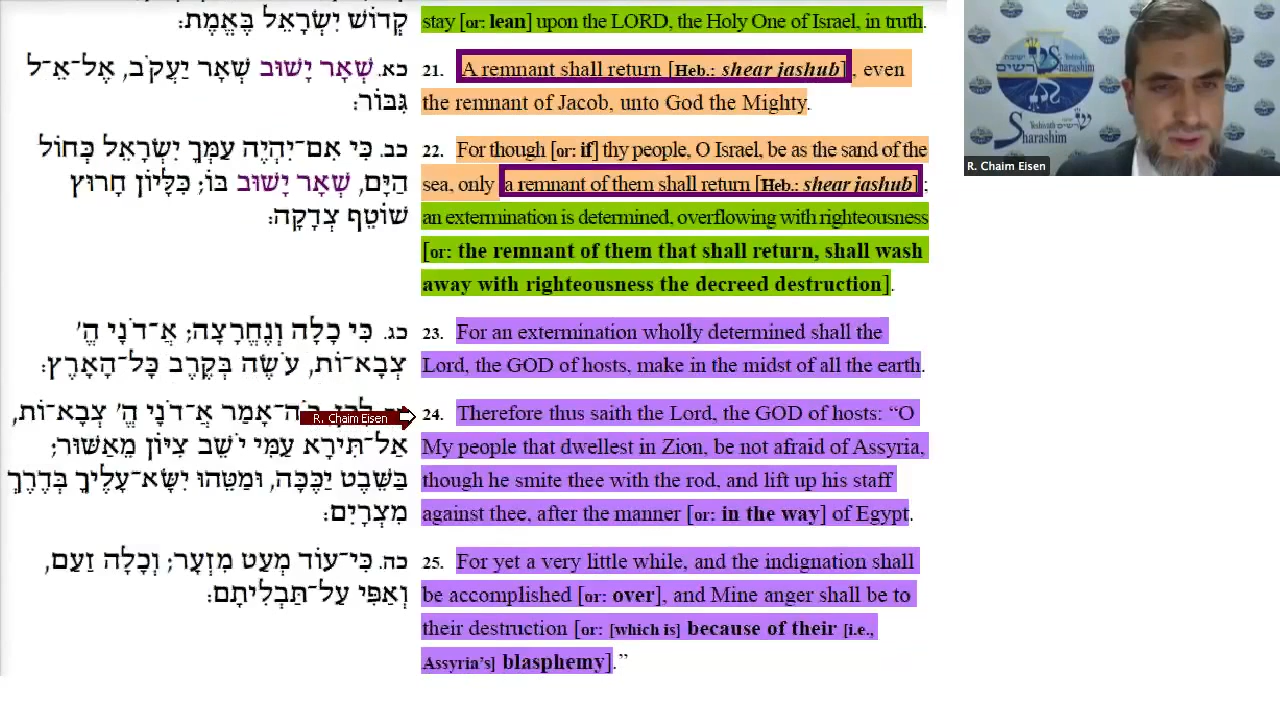 קְדוֹשׁ יִשְׂרָאֵל בֶּאֱמֶת:
stay [or: lean] upon the LORD, the Holy One of Israel, in truth.
כא. שְׁאָר יָשׁוּב שְׁאָר יַעֲקֹב, אֶל־אֵ־ל
גִּבּוֹר:
21. A remnant shall return [Heb.: shear jashub], even
the remnant of Jacob, unto God the Mighty.
כב. כִּי אִם־יִהְיֶה עַמְּךָ יִשְׂרָאֵל כְּחוֹל
הַיָּם, שְׁאָר יָשׁוּב בּוֹ; כִּלָּיוֹן חָרוּץ
שׁוֹטֵף צְדָקָה:
22. For though [or: if] thy people, O Israel, be as the sand of the
sea, only a remnant of them shall return [Heb.: shear jashub];
an extermination is determined, overflowing with righteousness
[or: the remnant of them that shall return, shall wash
away with righteousness the decreed destruction].
כג. כִּי כָלָה וְנֶחֱרָצָה; אֲ־דֹנָי ה'
צְבָא־וֹת, עֹשֶׂה בְּקֶרֶב כָּל־הָאָרֶץ:
23. For an extermination wholly determined shall the
Lord, the GOD of hosts, make in the midst of all the earth.
אָמַר אֲ־דֹנָי ה' צְבָא־וֹת,
אַל־תִּירָא עַמִּי יֹשֵׁב צִיּוֹן מֵאַשּׁוּר;
בַּשֵּׁבֶט יַכֶּכָּה, וּמַטֵּהוּ יִשָּׂא־עָלֶיךָ בְּדֶרֶךְ
מִצְרָיִם:
R. Chaim Eisen
24. Therefore thus saith the Lord, the GOD of hosts: “O
My people that dwellest in Zion, be not afraid of Assyria,
though he smite thee with the rod, and lift up his staff
against thee, after the manner [or: in the way] of Egypt.
כה. כִּי־עוֹד מְעַט מִזְעָר; וְכָלָה זַעַם,
וְאַפִּי עַל־תַּבְלִיתָם:
25. For yet a very little while, and the indignation shall
be accomplished [or: over], and Mine anger shall be to
their destruction [or: [which is] because of their [i.e.,
Assyria’s] blasphemy].”
Yeshivath
Sharashim
R. Chaim Eisen